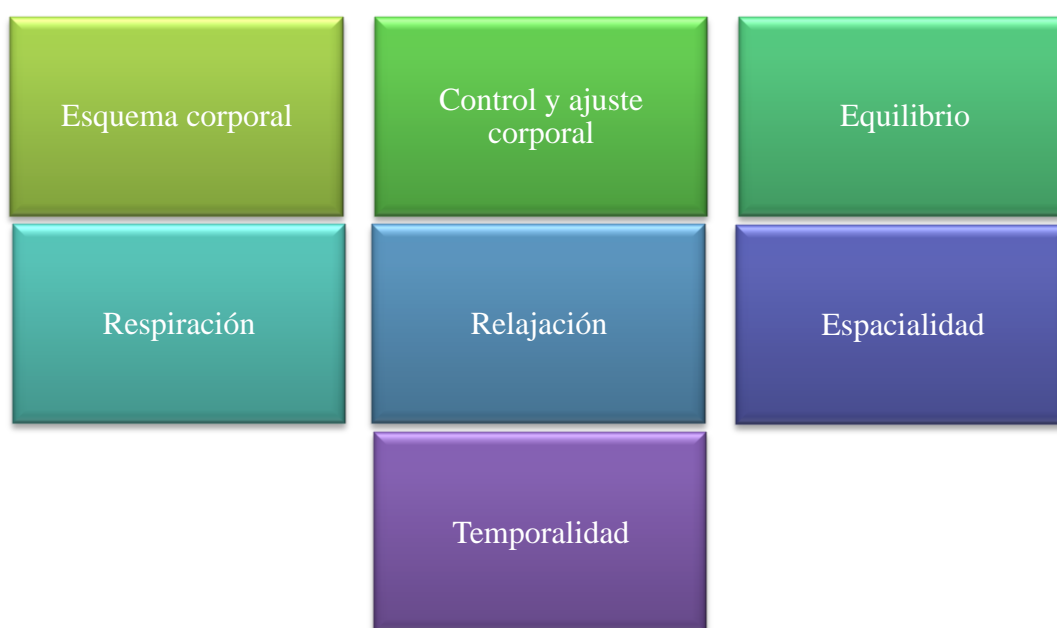 Esquema corporal
Control y ajuste
corporal
Equilibrio
Respiración
Relajación
Espacialidad
Temporalidad